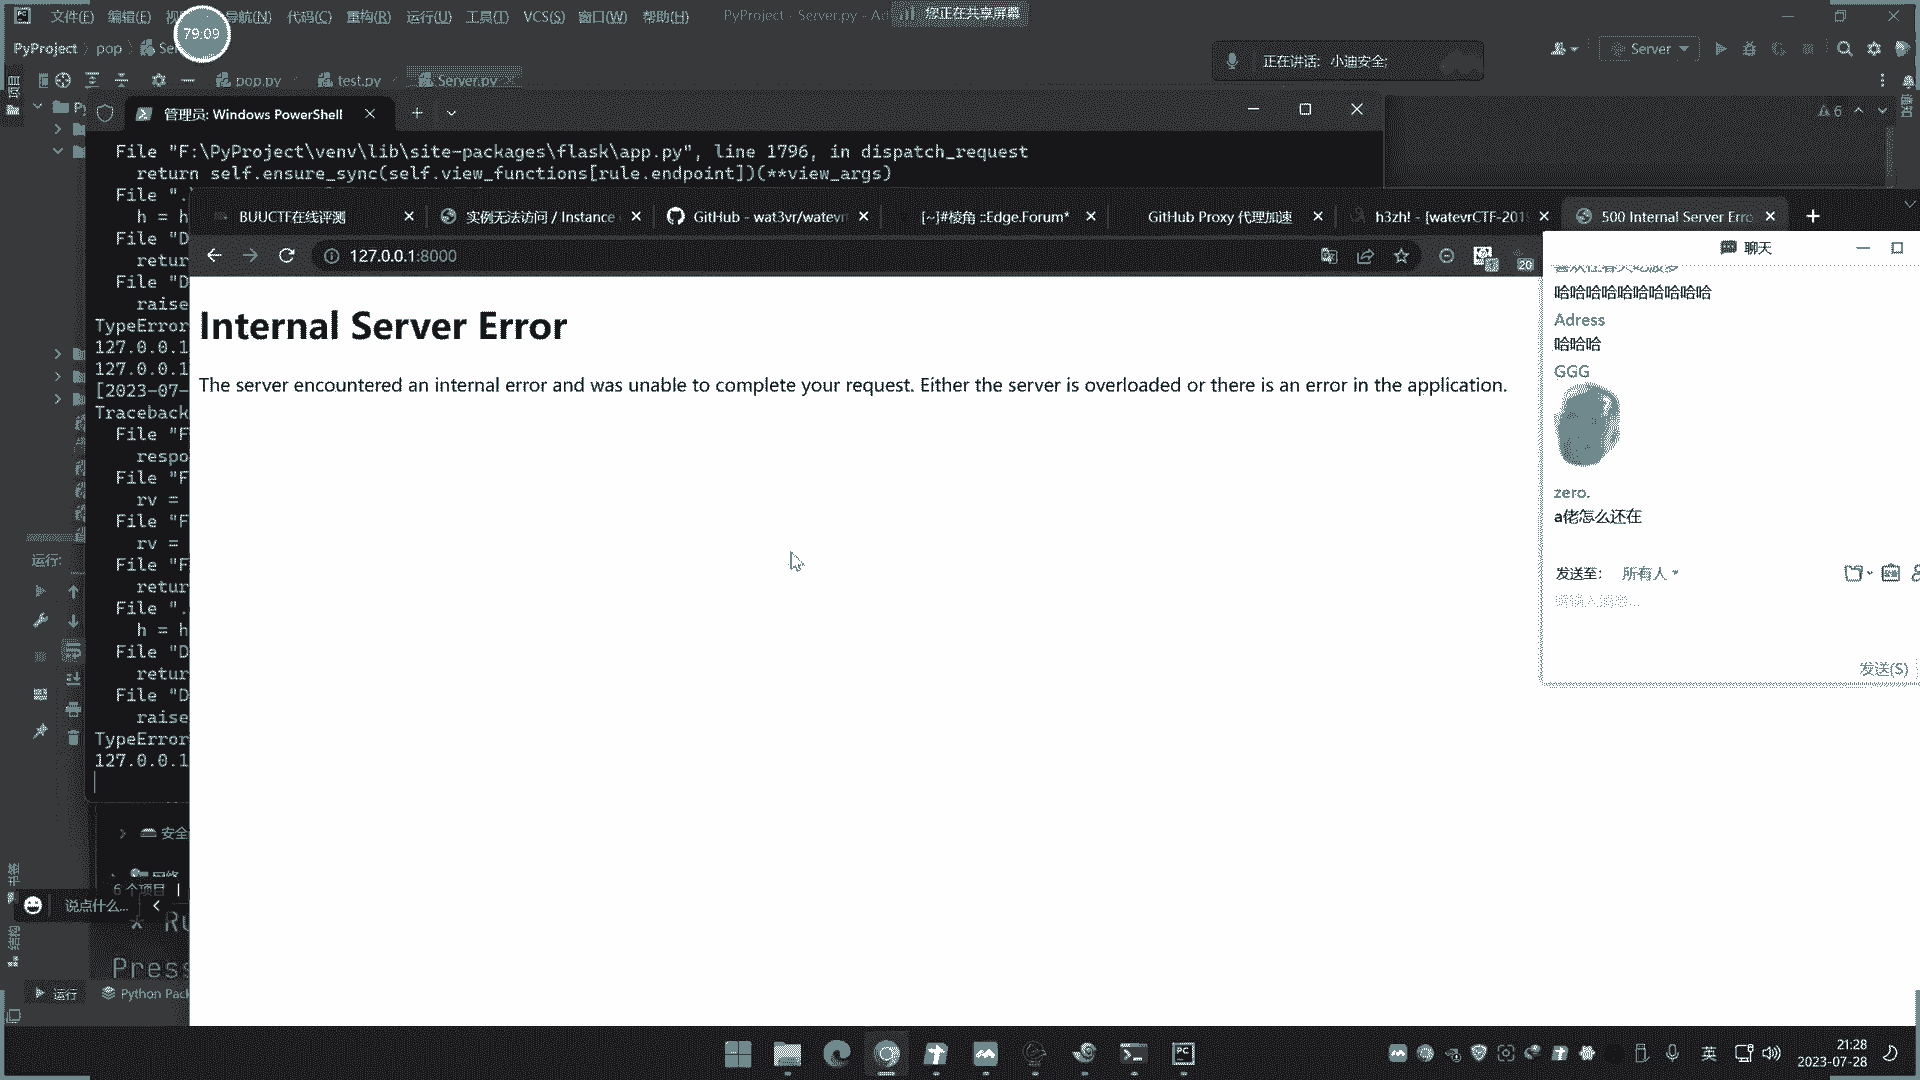 文件(F) 编辑(E) 导航(N) 代码(C) 重构(R) 运行(U) 工具(T) VCS(S) 窗口(W) 帮助(H) PyProject - Server.py - Ad
您正在共享屏幕
79:09
PyProject pop Se
Server
正在讲话: 小迪安全;
项目
pop.py test.py Server.py
6
管理员: Windows PowerShell
File "F:\PyProject\venv\lib\site-packages\flask\app.py", line 1796, in dispatch_request
return self.ensure_sync(self.view_functions[rule.endpoint])(**view_args)
File ".
h = h
File "D
retur
File "D
raise
TypeError
127.0.0.1
127.0.0.1
[2023-07-
Traceback
File "F
respo
File "F
rv =
File "F
rv =
File "F
retur
File ".
h = h
File "D
retur
File "D
raise
TypeError
127.0.0.1
BUUCTF在线评测
实例无法访问 / Instance
GitHub - wat3vr/watevr
[~]#棱角 ::Edge.Forum*
GitHub Proxy 代理加速
h3zh! - [watevrCTF-201
500 Internal Server Erro
127.0.0.1:8000
20
Internal Server Error
The server encountered an internal error and was unable to complete your request. Either the server is overloaded or there is an error in the application.
聊天
哈哈哈哈哈哈哈哈哈哈
Adress
哈哈哈
GGG
zero.
a佬怎么还在
发送至: 所有人
发送(S)
运行:
安全
网络
6 个项目
说点什么...
* Ru
Press
书签
结构
运行 Python Pack
英
21:28
2023-07-28